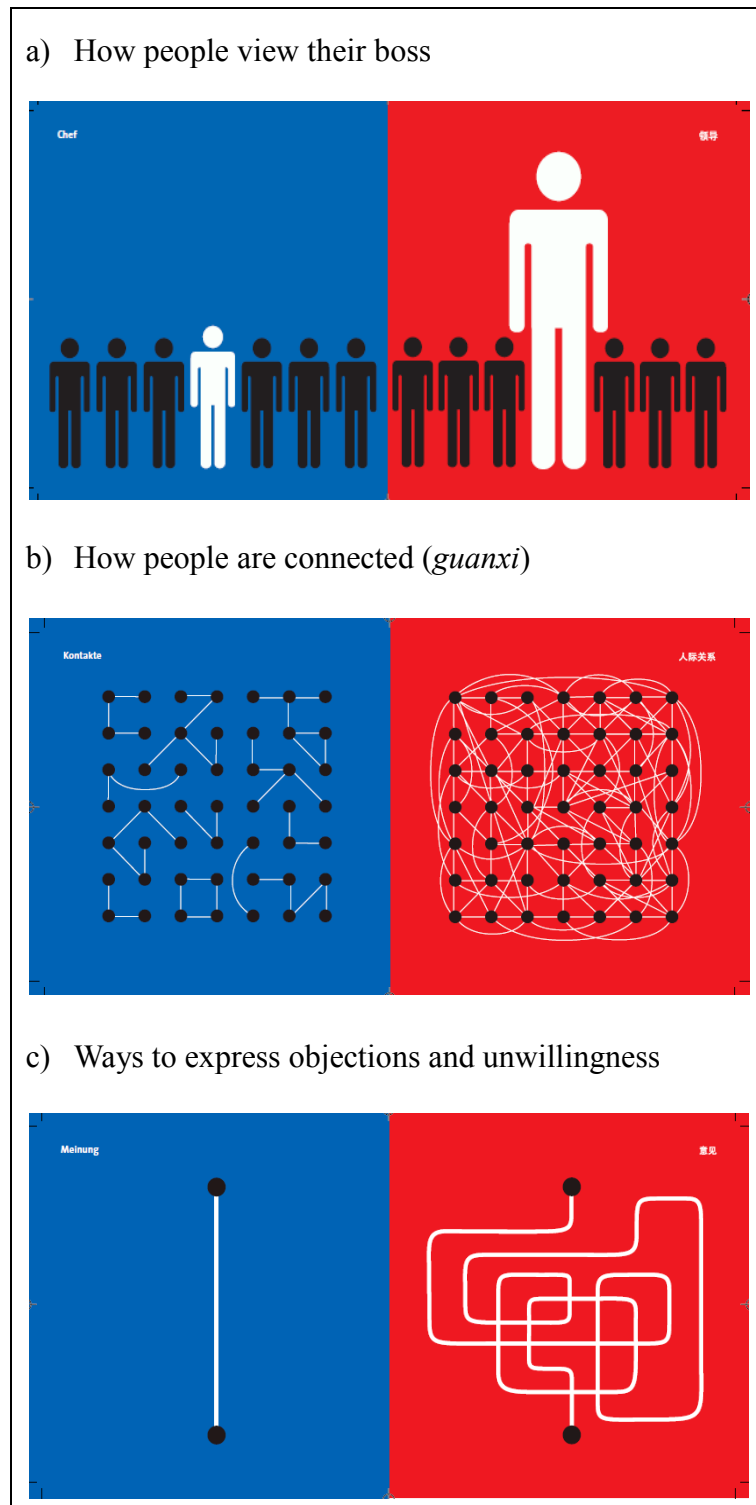 a) How people view their boss
Chef
领导
b) How people are connected (guanxi)
Kontakte
人际关系
c) Ways to express objections and unwillingness
Meinung
意见